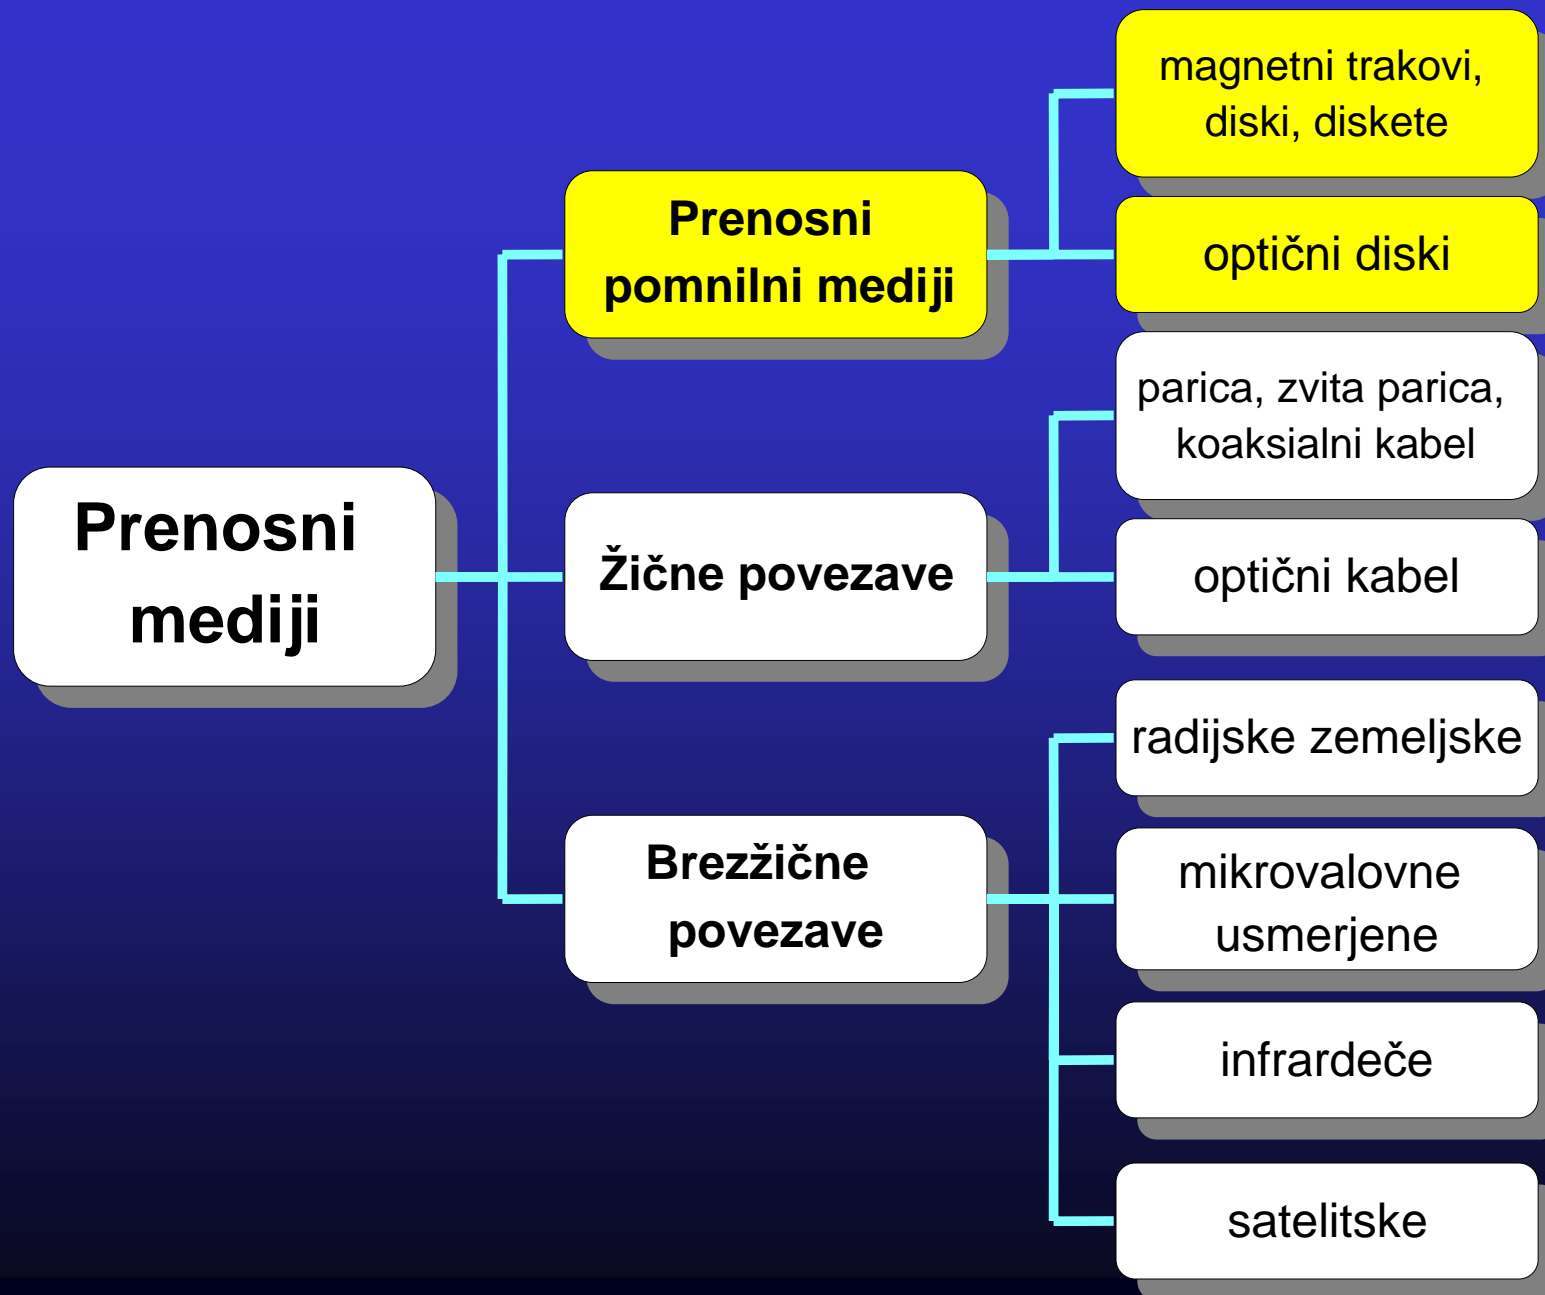 Prenosni
mediji
Prenosni
pomnilni mediji
magnetni trakovi,
diski, diskete
optični diski
Žične povezave
parica, zvita parica,
koaksialni kabel
optični kabel
Brezžične
povezave
radijske zemeljske
mikrovalovne
usmerjene
infrardeče
satelitske